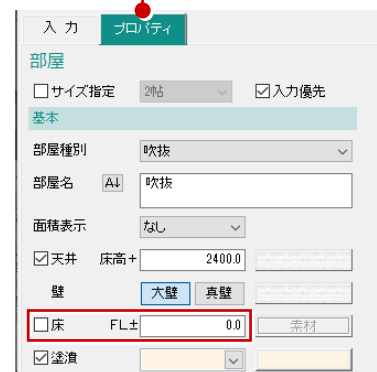 入 力 プロパティ
部屋
サイズ指定 2帖 入力優先
基本
部屋種別 吹抜
部屋名 A↓ 吹抜
面積表示 なし
天井 床高+ 2400.0
壁 大壁 真壁
床 FL± 0.0 素材
塗潰